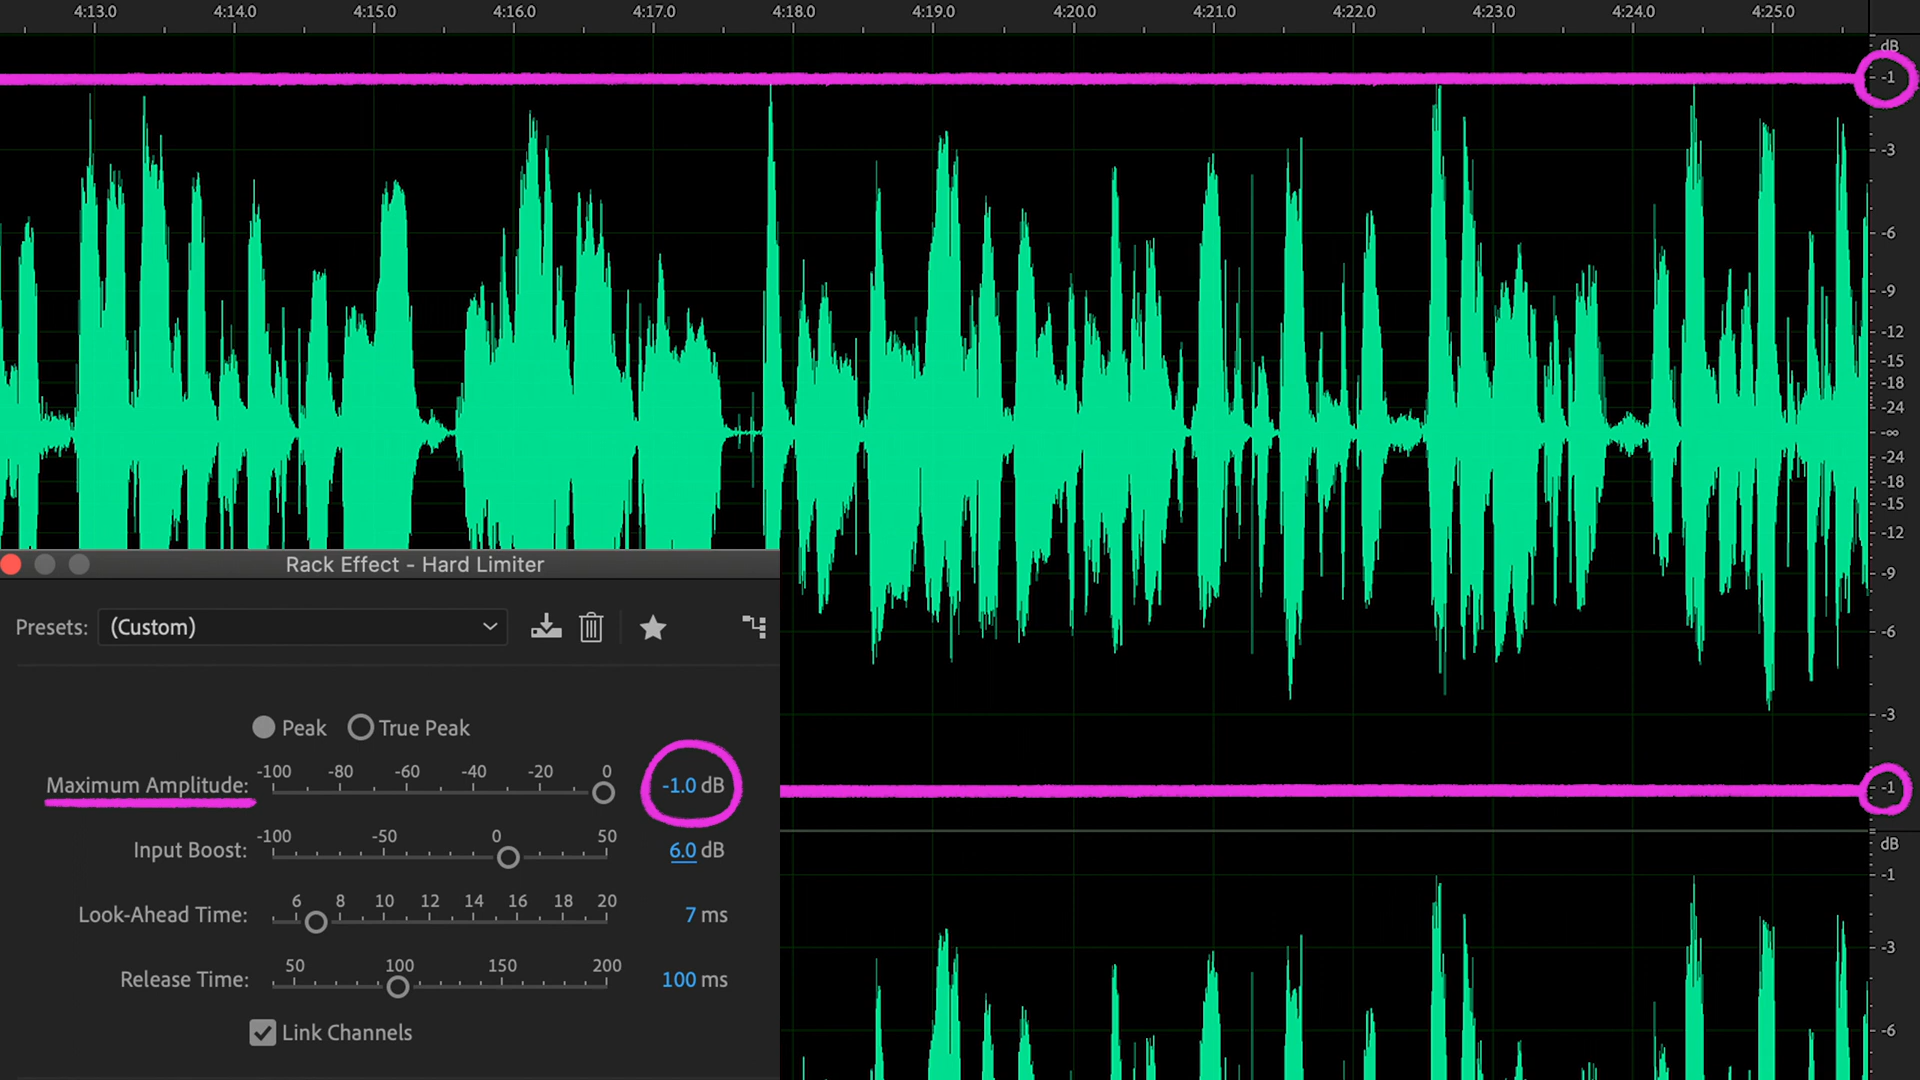 4:13.0 4:14.0 4:15.0 4:16.0 4:17.0 4:18.0 4:19.0 4:20.0 4:21.0 4:22.0 4:23.0 4:24.0 4:25.0
dB
-1
-3
-6
-9
-12
-15
-18
-24
-∞
-24
-18
-15
-12
-9
-6
-3
-1
dB
-1
-3
-6
Rack Effect - Hard Limiter
Presets: (Custom)
Peak True Peak
-100 -80 -60 -40 -20 0
Maximum Amplitude: -1.0 dB
-100 -50 0 50
Input Boost: 6.0 dB
6 8 10 12 14 16 18 20
Look-Ahead Time: 7 ms
50 100 150 200
Release Time: 100 ms
Link Channels